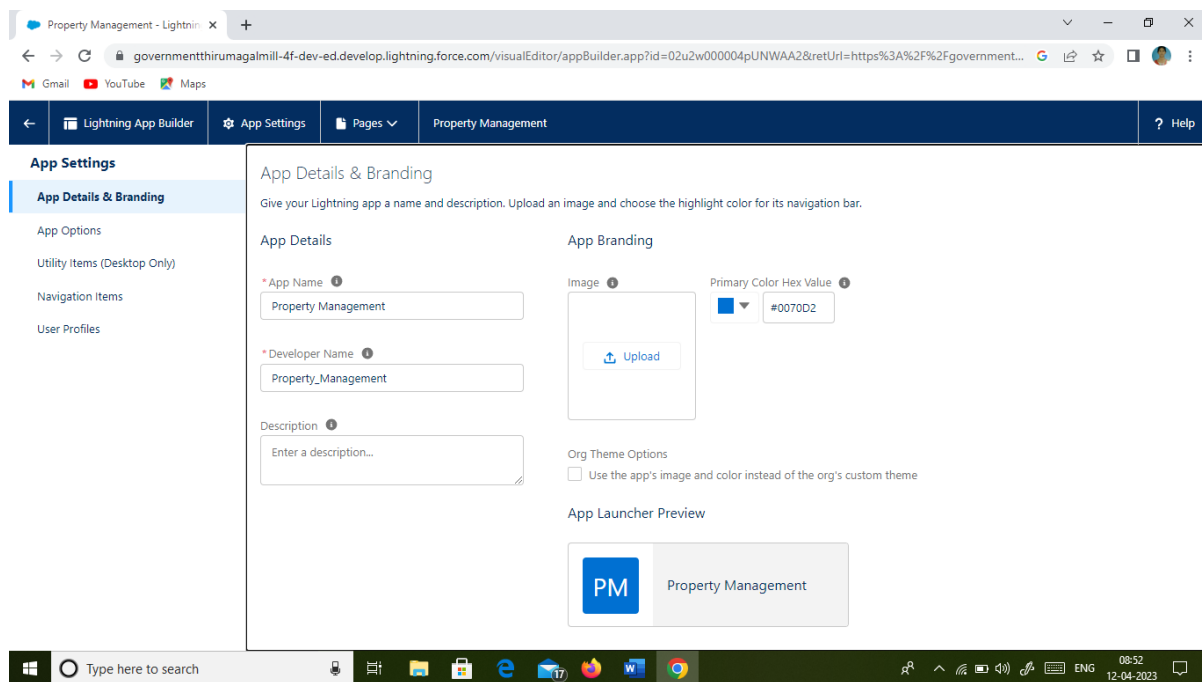 Property Management - Lightnin
governmentthirumagalmill-4f-dev-ed.develop.lightning.force.com/visualEditor/appBuilder.app?id=02u2w000004pUNWAA2&retUrl=https%3A%2F%2Fgovernment...
Gmail YouTube Maps
Lightning App Builder App Settings Pages Property Management ? Help
App Settings
App Details & Branding
App Options
Utility Items (Desktop Only)
Navigation Items
User Profiles
App Details & Branding
Give your Lightning app a name and description. Upload an image and choose the highlight color for its navigation bar.
App Details
*App Name
Property Management
*Developer Name
Property_Management
Description
Enter a description...
App Branding
Image
Upload
Primary Color Hex Value
#0070D2
Org Theme Options
Use the app's image and color instead of the org's custom theme
App Launcher Preview
PM Property Management
Type here to search
17
ENG
08:52
12-04-2023